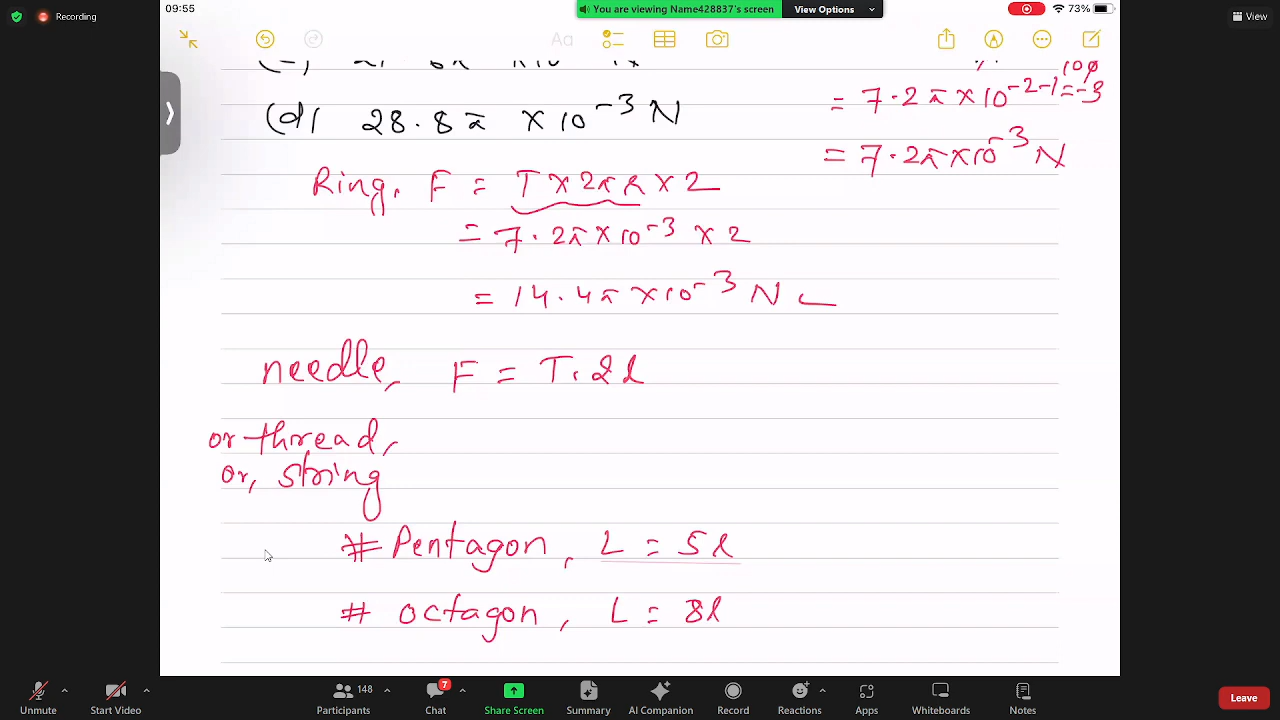 09:55
You are viewing Name428837's screen View Options
73%
Recording
View
Aa
(d) 28.8π × 10⁻³ N
= 7.2π × 10⁻²⁻¹⁼⁻³
= 7.2π×10⁻³ N
Ring, F = T × 2πR × 2
= 7.2π × 10⁻³ × 2
= 14.4π × 10⁻³ N
needle, F = T.2l
or thread,
or, string
# Pentagon, L = 5l
# octagon, L = 8l
Unmute Start Video Participants 148 Chat 7 Share Screen Summary AI Companion Record Reactions Apps Whiteboards Notes Leave